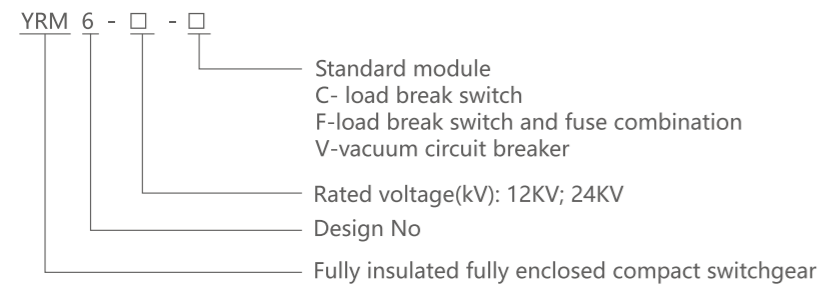 YRM 6 - □ - □
Standard module
C- load break switch
F-load break switch and fuse combination
V-vacuum circuit breaker
Rated voltage(kV): 12KV; 24KV
Design No
Fully insulated fully enclosed compact switchgear